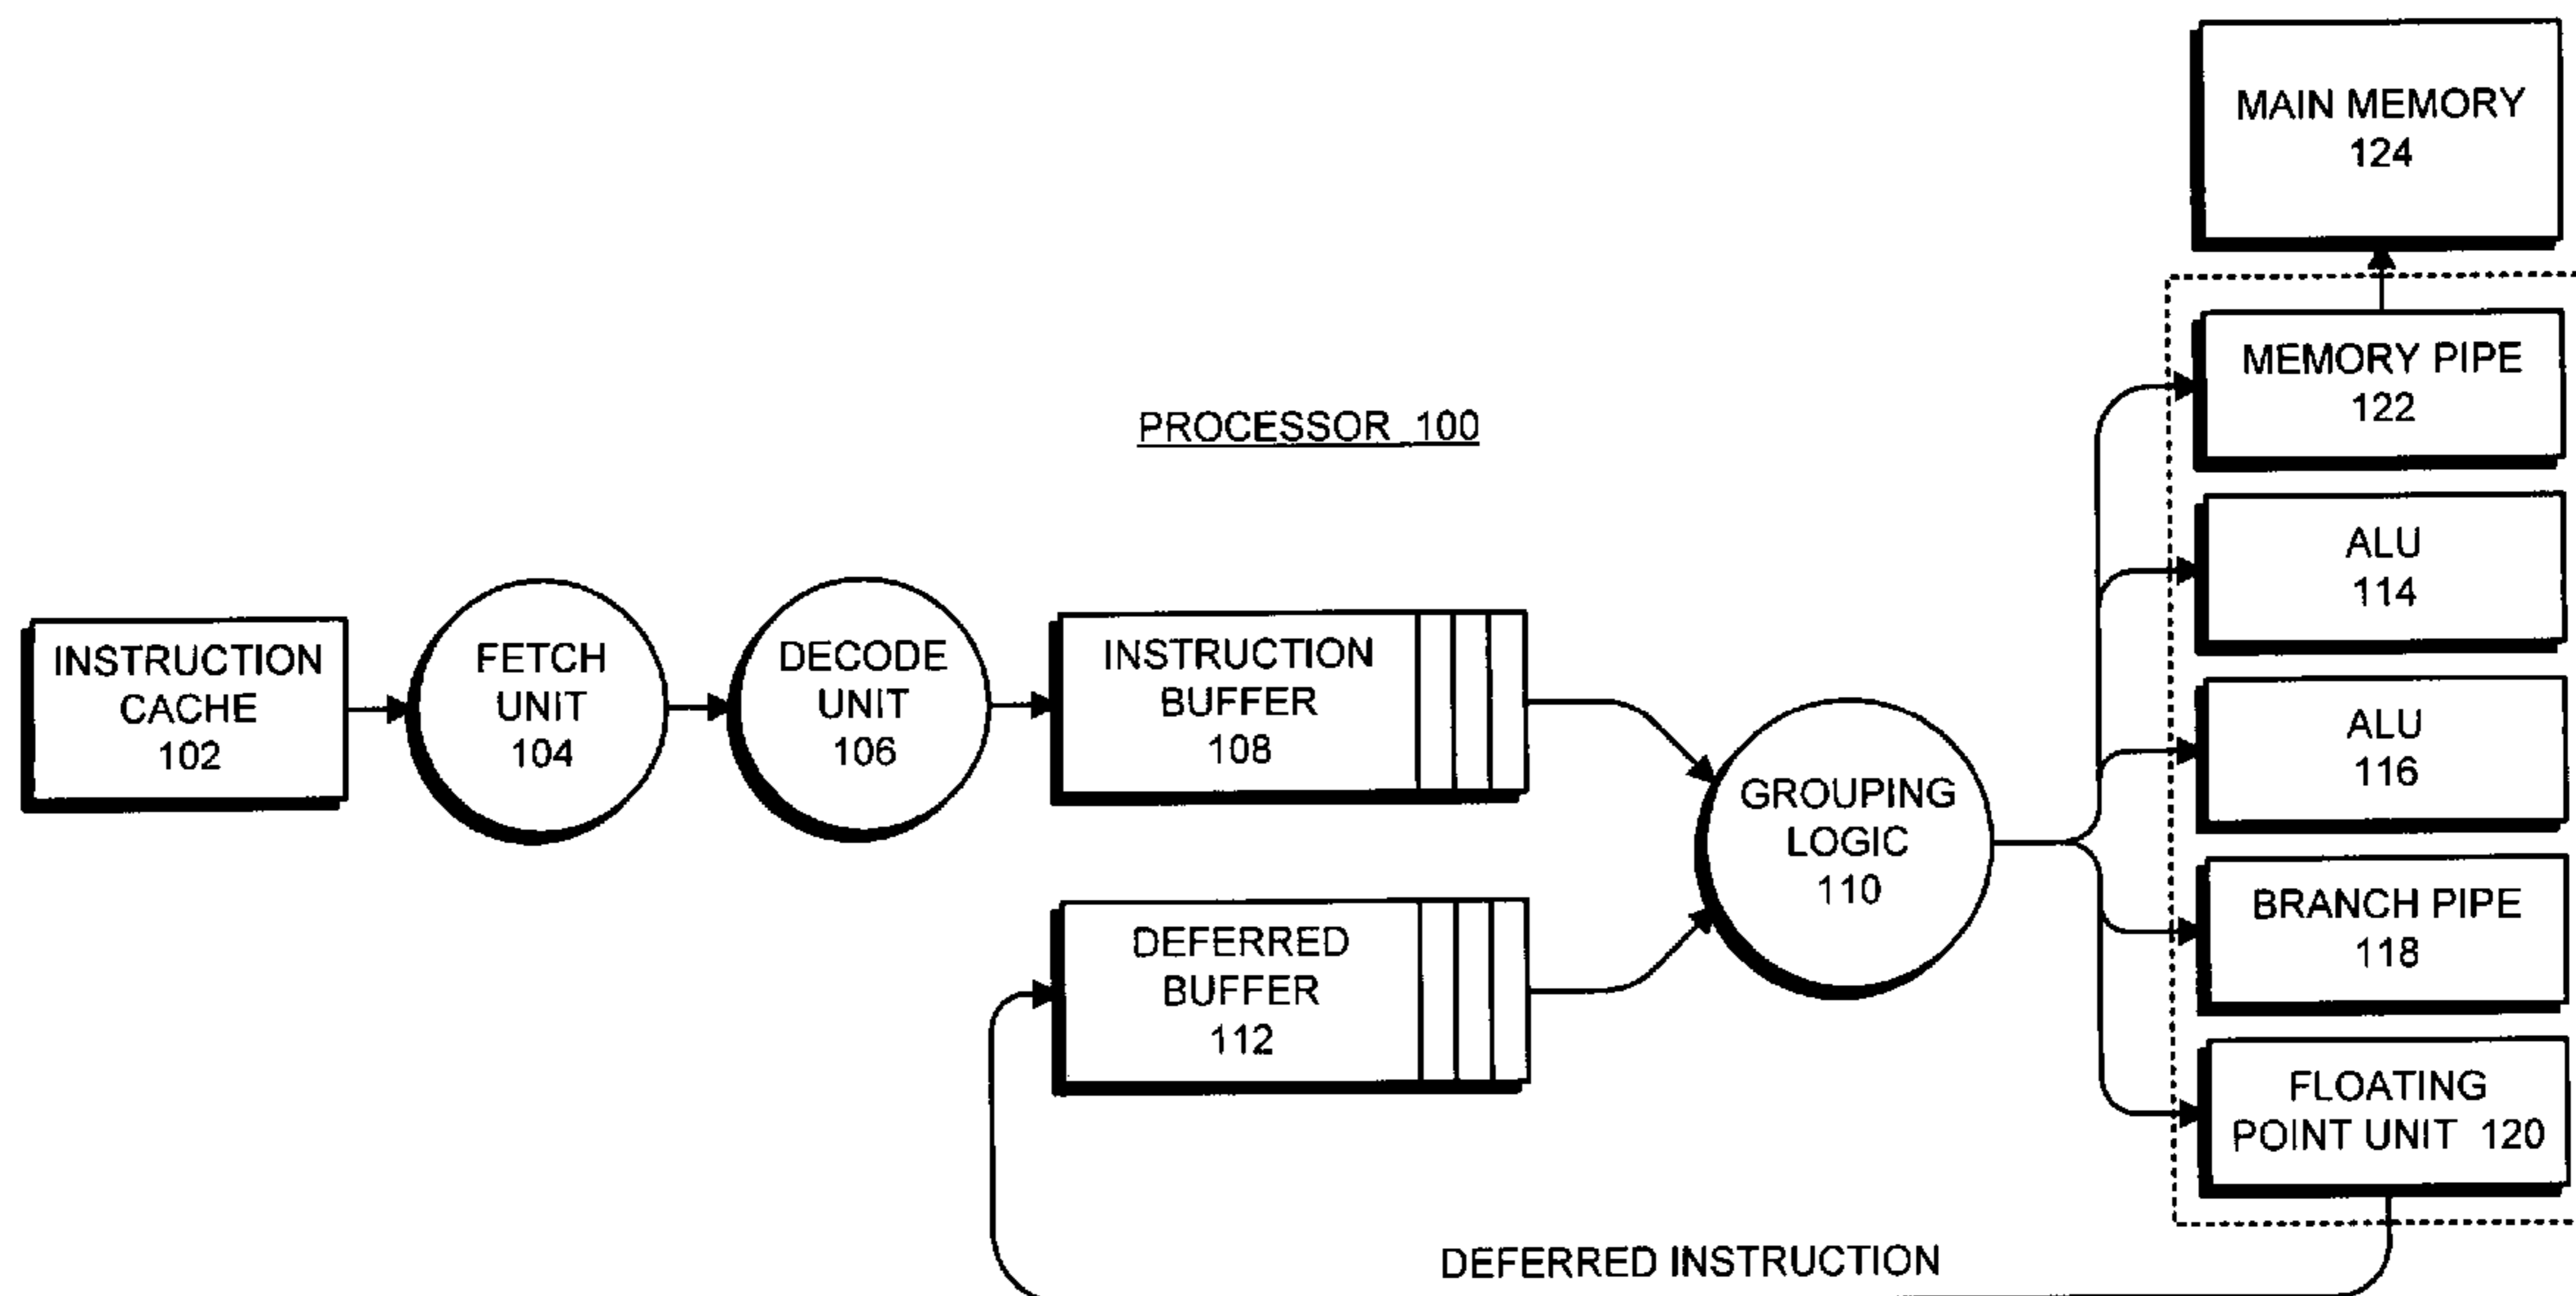 MAIN MEMORY
124
PROCESSOR 100
MEMORY PIPE
122
ALU
114
ALU
116
BRANCH PIPE
118
FLOATING
POINT UNIT 120
INSTRUCTION
CACHE
102
FETCH
UNIT
104
DECODE
UNIT
106
INSTRUCTION
BUFFER
108
DEFERRED
BUFFER
112
GROUPING
LOGIC
110
DEFERRED INSTRUCTION